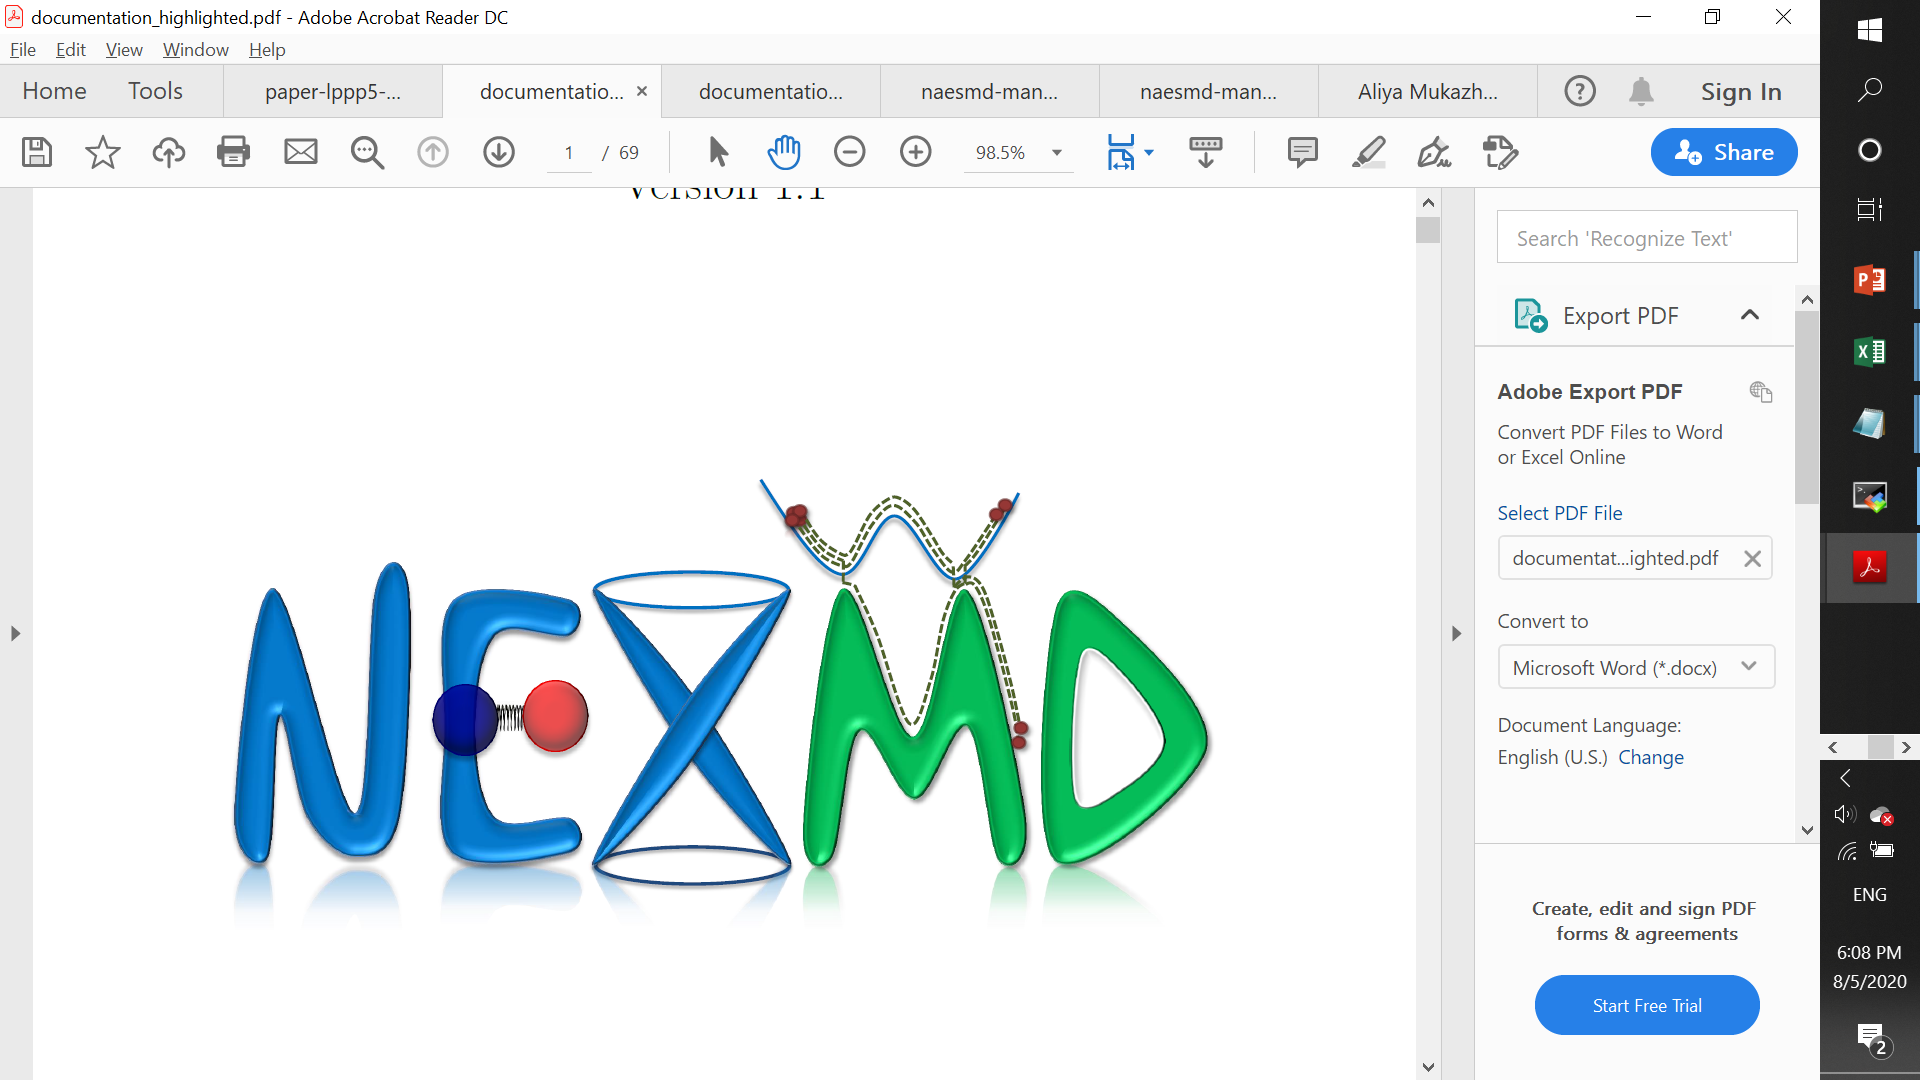 documentation_highlighted.pdf - Adobe Acrobat Reader DC
File Edit View Window Help
Home Tools paper-lppp5-... documentatio... documentatio... naesmd-man... naesmd-man... Aliya Mukazh... Sign In
1 / 69 98.5% Share
Version 1.1
NEXMD
Search 'Recognize Text'
Export PDF
Adobe Export PDF
Convert PDF Files to Word
or Excel Online
Select PDF File
documentat...ighted.pdf
Convert to
Microsoft Word (*.docx)
Document Language:
English (U.S.) Change
Create, edit and sign PDF
forms & agreements
Start Free Trial
ENG
6:08 PM
8/5/2020
2